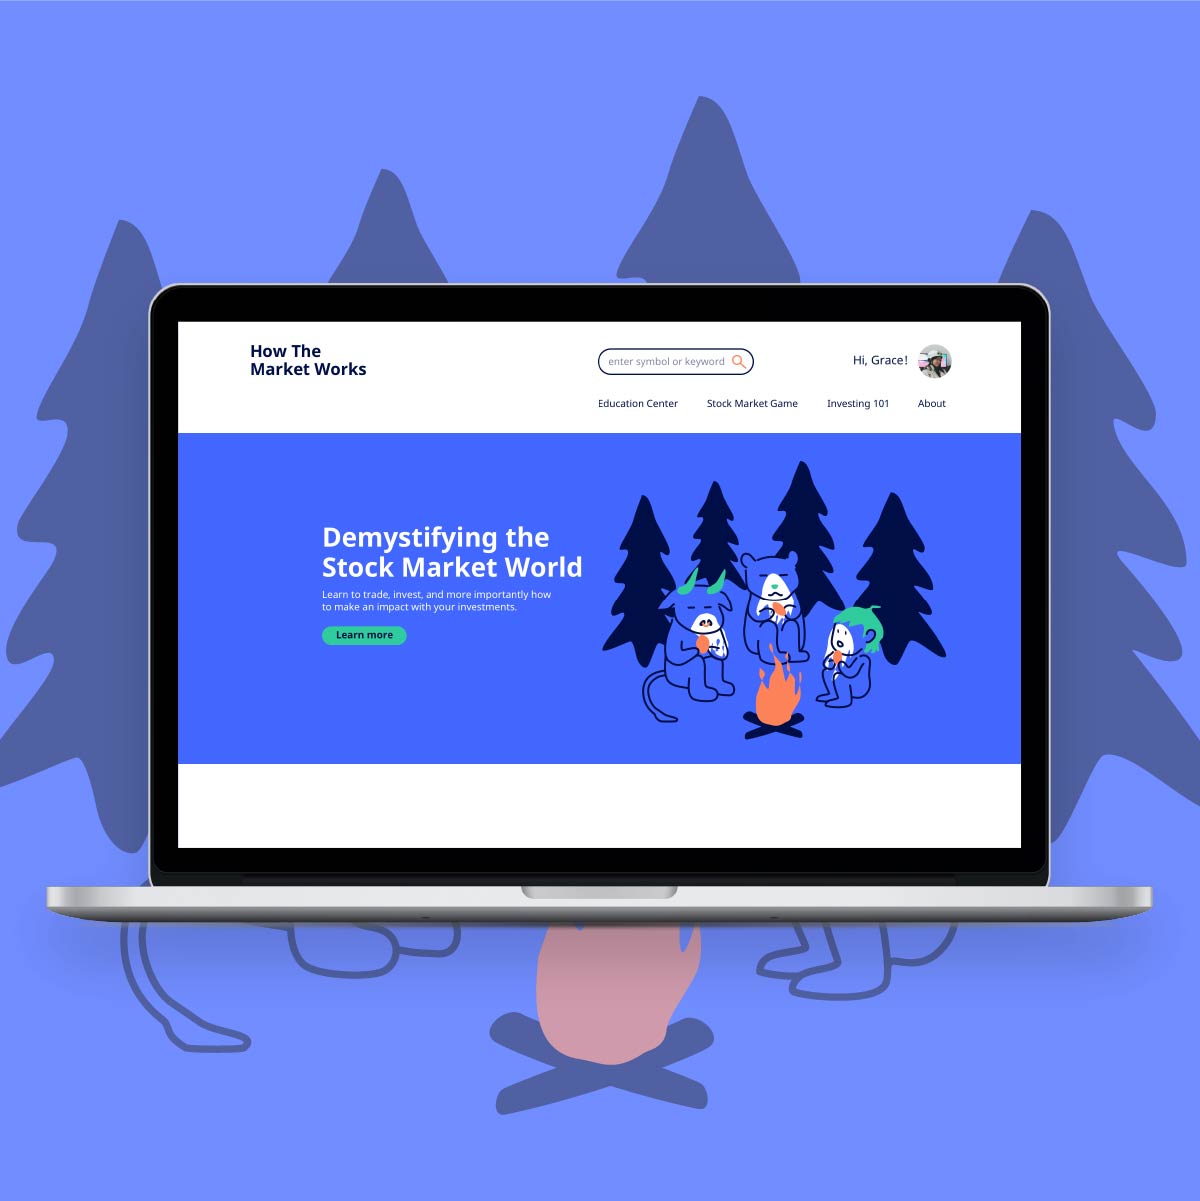 How The
Market Works
enter symbol or keyword
Hi, Grace!
Education Center
Stock Market Game
Investing 101
About
Demystifying the
Stock Market World
Learn to trade, invest, and more importantly how
to make an impact with your investments.
Learn more